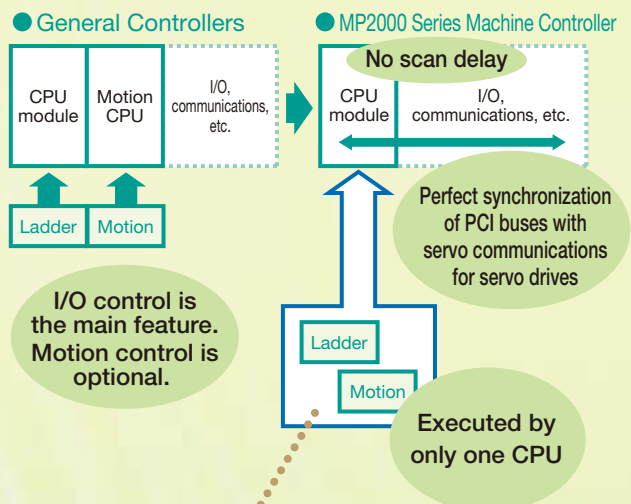 ● General Controllers
CPU
module
Motion
CPU
I/O,
communications,
etc.
Ladder
Motion
I/O control is
the main feature.
Motion control is
optional.
● MP2000 Series Machine Controller
No scan delay
CPU
module
I/O,
communications, etc.
Perfect synchronization
of PCI buses with
servo communications
for servo drives
Ladder
Motion
Executed by
only one CPU